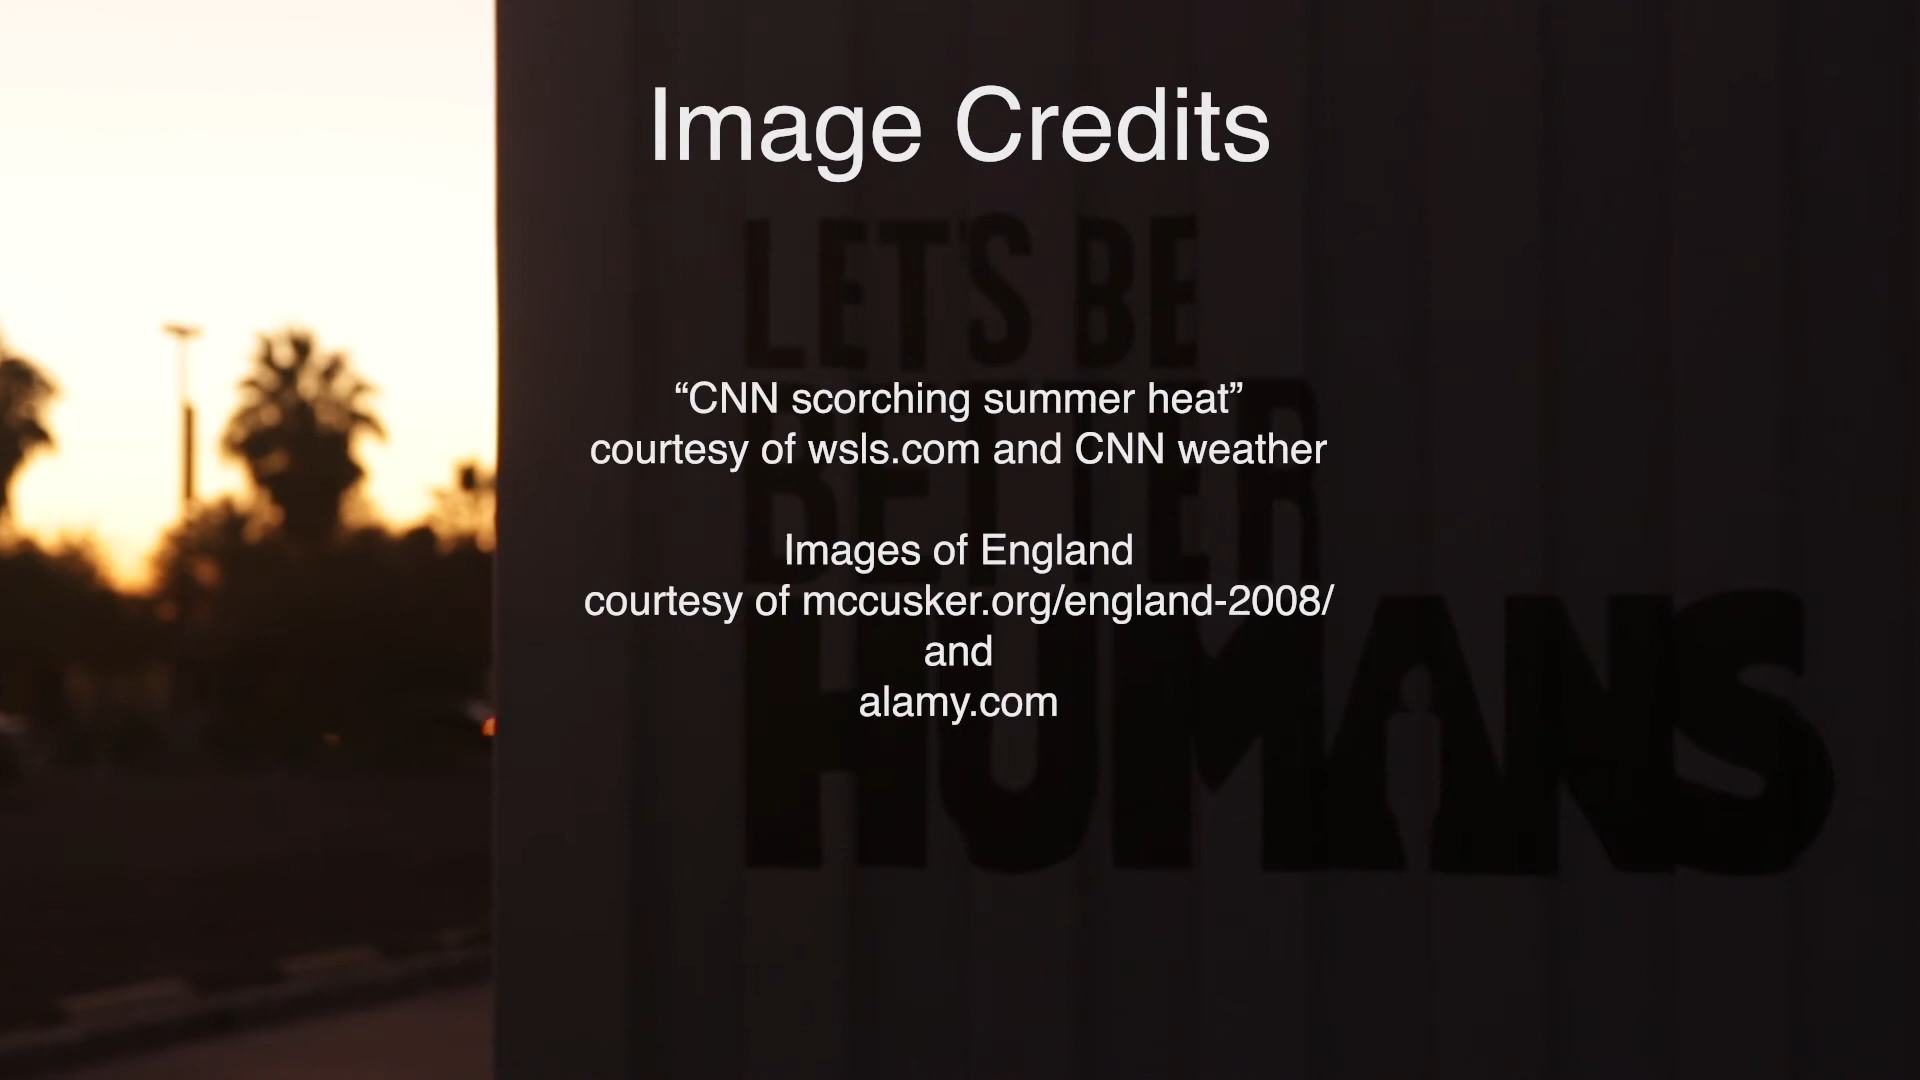 Image Credits
LET'S BE
BETTER
HUMANS
“CNN scorching summer heat”
courtesy of wsls.com and CNN weather
Images of England
courtesy of mccusker.org/england-2008/
and
alamy.com